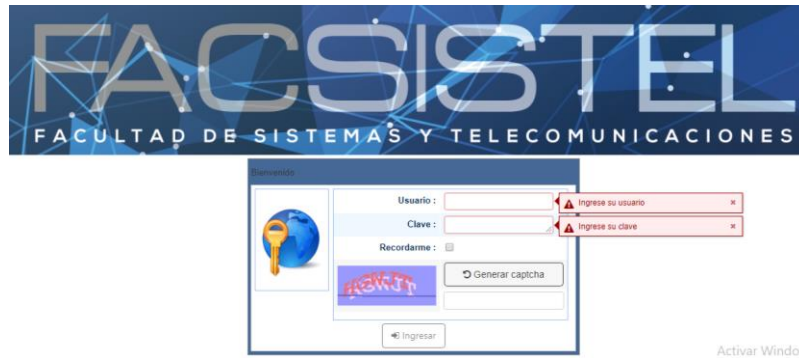 FACSISTEL
FACULTAD DE SISTEMAS Y TELECOMUNICACIONES
Bienvenido
Usuario :
Ingrese su usuario
Clave :
Ingrese su clave
Recordarme :
Generar captcha
Ingresar
Activar Windo